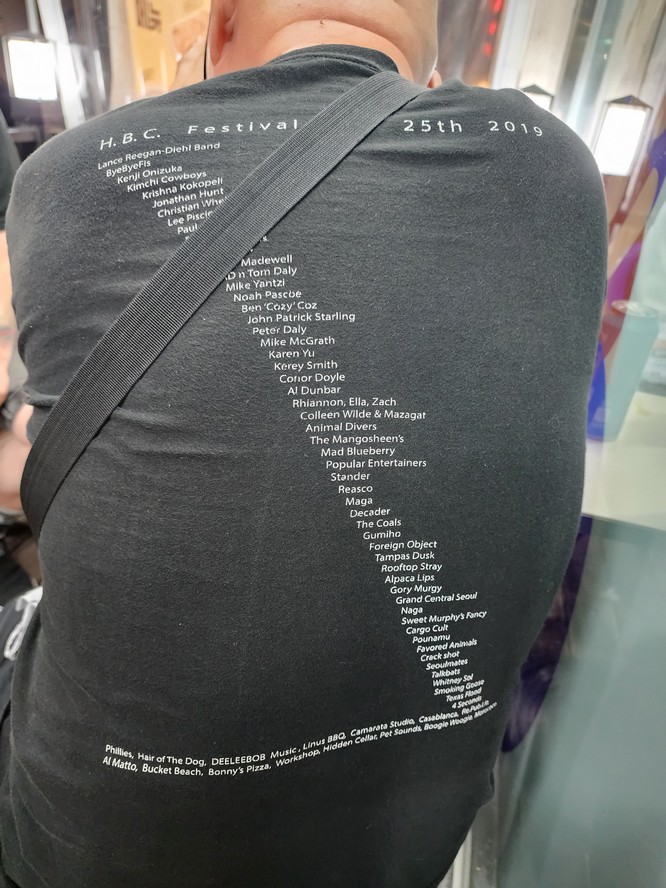 H.B.C. Festival 25th 2019
Lance Reegan-Diehl Band
ByeByeFls
Kenji Onizuka
Kimchi Cowboys
Krishna Kokopeli
Jonathan Hunt
Christian
Lee
Paul
Madewell
n Tom Daly
Mike Yantzi
Noah Pascoe
Ben 'Cozy' Coz
John Patrick Starling
Peter Daly
Mike McGrath
Karen Yu
Kerey Smith
Conor Doyle
Al Dunbar
Rhiannon, Ella, Zach
Colleen Wilde & Mazagat
Animal Divers
The Mangosheen's
Mad Blueberry
Popular Entertainers
Stander
Reasco
Maga
Decader
The Coals
Gumiho
Foreign Object
Tampas Dusk
Rooftop Stray
Alpaca Lips
Gory Murgy
Grand Central Seoul
Naga
Sweet Murphy's Fancy
Cargo Cult
Pounamu
Favored Animals
Crack shot
Seoulmates
Talkbats
Whitney Sol
Smoking Goose
Texas Flood
4 Seconds
Phillies, Hair of The Dog, DEELEEBOB Music, Linus BBQ, Camarata Studio, Casablanca, Re.Pub.Lic
Al Matto, Bucket Beach, Bonny's Pizza, Workshop, Hidden Cellar, Pet Sounds, Boogie Woogie,